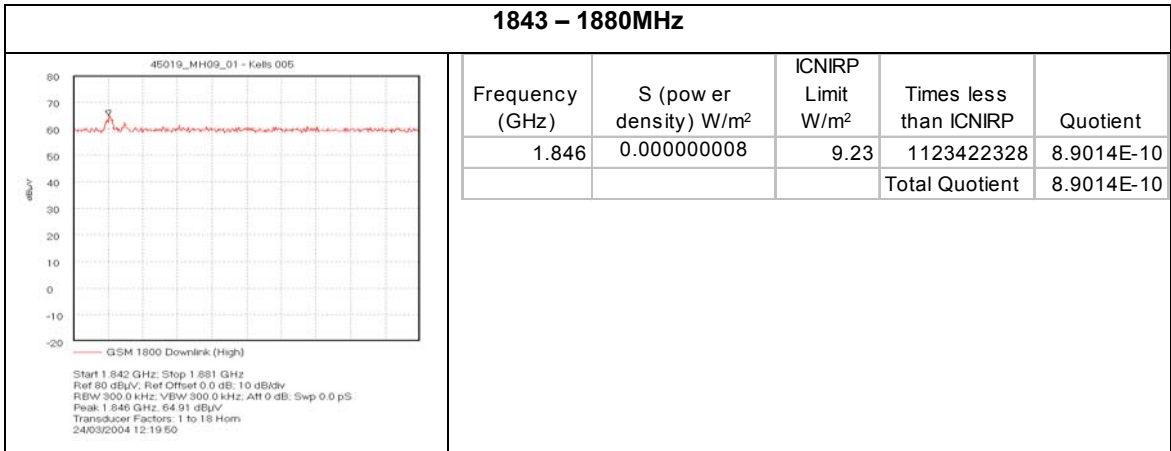 1843 – 1880MHz
45019_MH09_01 - Kells 005
80
70
60
50
40
30
20
10
0
-10
-20
dBµV
GSM 1800 Downlink (High)
Start 1.842 GHz; Stop 1.881 GHz
Ref 80 dBµV; Ref Offset 0.0 dB; 10 dB/div
RBW 300.0 kHz; VBW 300.0 kHz; Att 0 dB; Swp 0.0 pS
Peak 1.846 GHz, 64.91 dBµV
Transducer Factors: 1 to 18 Horn
24/03/2004 12:19:50
Frequency (GHz) S (pow er density) W/m² ICNIRP Limit W/m² Times less than ICNIRP Quotient
1.846 0.000000008 9.23 1123422328 8.9014E-10
Total Quotient 8.9014E-10